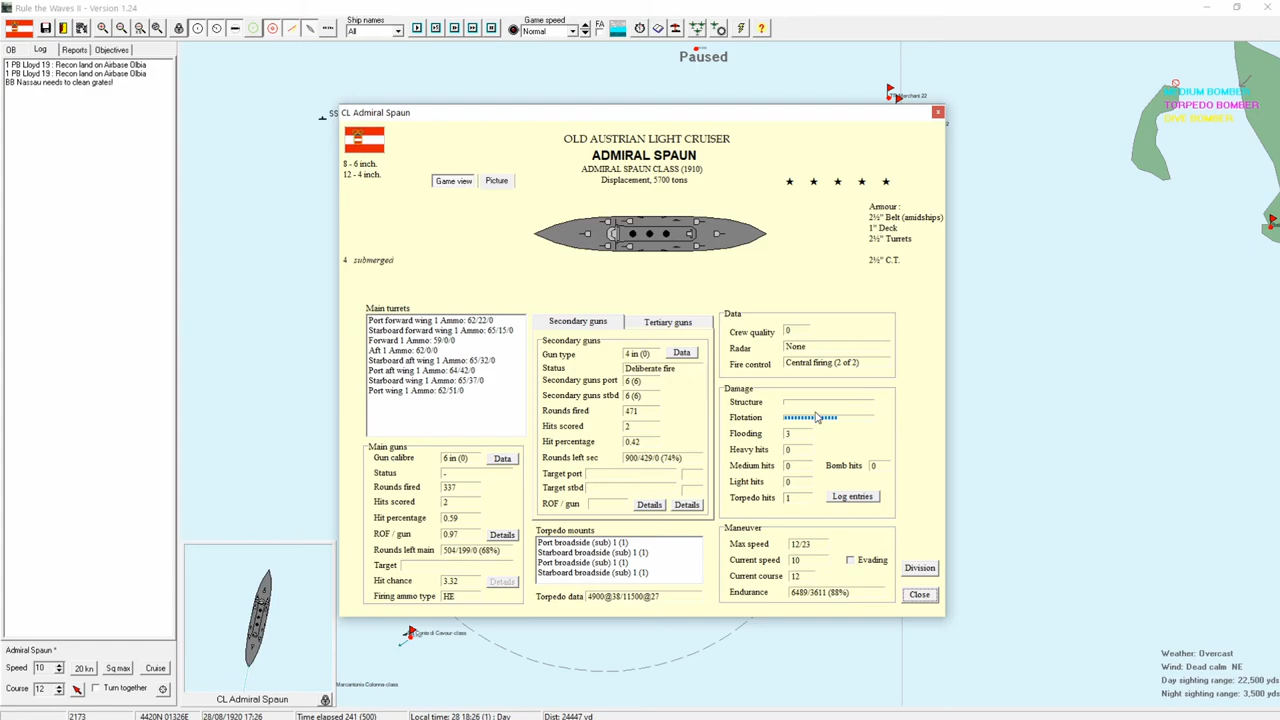 Rule the Waves II - Version 1.24
Ship names
All
Game speed
Normal
FA
OB
Log
Reports
Objectives
1 PB Lloyd 19 : Recon land on Airbase Olbia
1 PB Lloyd 19 : Recon land on Airbase Olbia
BB Nassau needs to clean grates!
Paused
SS
MEDIUM BOMBER
TORPEDO BOMBER
DIVE BOMBER
CL Admiral Spaun
8 - 6 inch.
12 - 4 inch.
OLD AUSTRIAN LIGHT CRUISER
ADMIRAL SPAUN
ADMIRAL SPAUN CLASS (1910)
Displacement, 5700 tons
Game view
Picture
★ ★ ★ ★ ★
Armour :
2½" Belt (amidships)
1" Deck
2½" Turrets
2½" C.T.
4 submerged
Main turrets
Port forward wing 1 Ammo: 62/22/0
Starboard forward wing 1 Ammo: 65/15/0
Forward 1 Ammo: 59/0/0
Aft 1 Ammo: 62/0/0
Starboard aft wing 1 Ammo: 65/32/0
Port aft wing 1 Ammo: 64/42/0
Starboard wing 1 Ammo: 65/37/0
Port wing 1 Ammo: 62/51/0
Main guns
Gun calibre 6 in (0) Data
Status -
Rounds fired 337
Hits scored 2
Hit percentage 0.59
ROF / gun 0.97 Details
Rounds left main 504/199/0 (68%)
Target
Hit chance 3.32 Details
Firing ammo type HE
Secondary guns
Tertiary guns
Secondary guns
Gun type 4 in (0) Data
Status Deliberate fire
Secondary guns port 6 (6)
Secondary guns stbd 6 (6)
Rounds fired 471
Hits scored 2
Hit percentage 0.42
Rounds left sec 900/429/0 (74%)
Target port
Target stbd
ROF / gun Details Details
Torpedo mounts
Port broadside (sub) 1 (1)
Starboard broadside (sub) 1 (1)
Port broadside (sub) 1 (1)
Starboard broadside (sub) 1 (1)
Torpedo data 4900@38/11500@27
Data
Crew quality 0
Radar None
Fire control Central firing (2 of 2)
Damage
Structure
Flotation
Flooding 3
Heavy hits 0
Medium hits 0 Bomb hits 0
Light hits 0
Torpedo hits 1 Log entries
Maneuver
Max speed 12/23
Current speed 10 Evading
Current course 12
Endurance 6489/3611 (88%)
Division
Close
Conte di Cavour-class
Marcantonio Colonna-class
Admiral Spaun *
Speed 10 20 kn Sq max Cruise
Course 12 Turn together
CL Admiral Spaun
Weather: Overcast
Wind: Dead calm NE
Day sighting range: 22,500 yds
Night sighting range: 3,500 yds
2173 4420N 01326E 28/08/1920 17:26 Time elapsed 241 (500) Local time: 28 18:26 (1) : Day Dist: 24447 yd